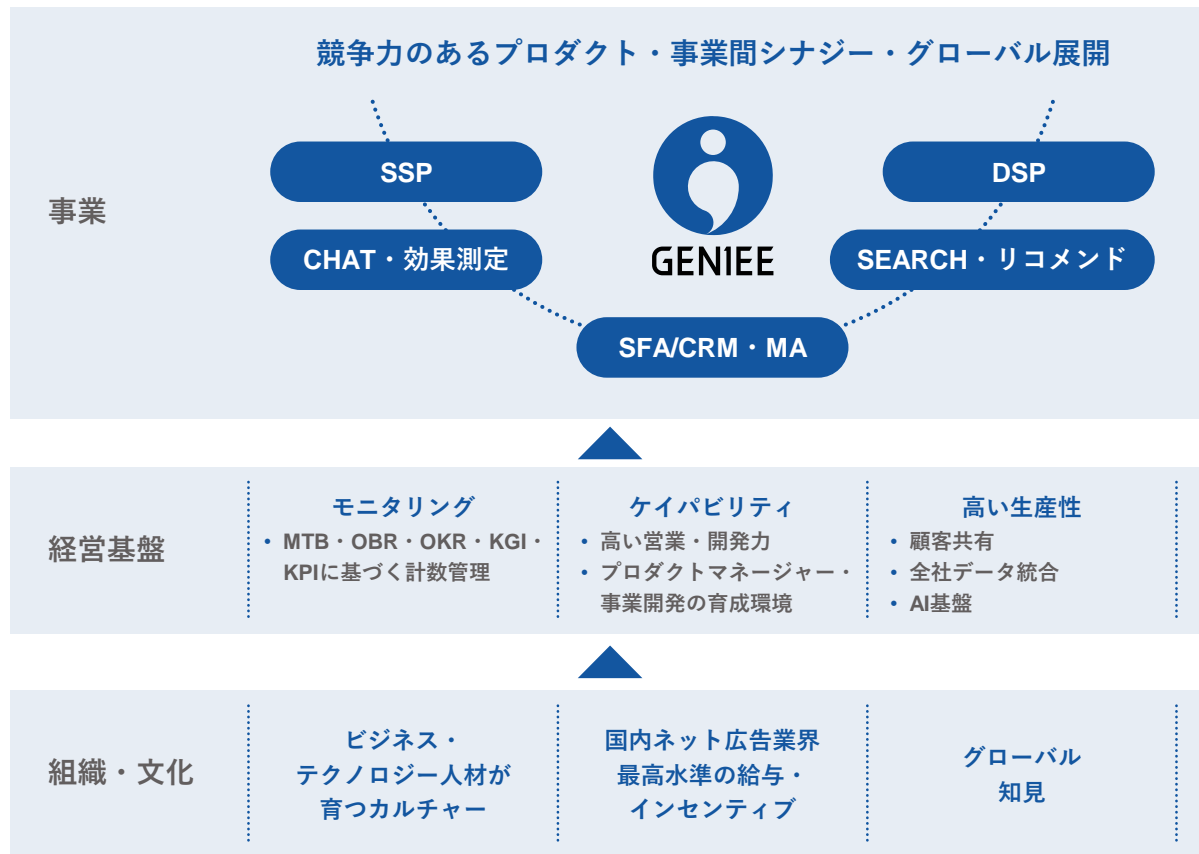 競争力のあるプロダクト・事業間シナジー・グローバル展開
事業
SSP
DSP
CHAT・効果測定
GENIEE
SEARCH・リコメンド
SFA/CRM・MA
経営基盤
モニタリング
• MTB・OBR・OKR・KGI・
KPIに基づく計数管理
ケイパビリティ
• 高い営業・開発力
• プロダクトマネージャー・
事業開発の育成環境
高い生産性
• 顧客共有
• 全社データ統合
• AI基盤
組織・文化
ビジネス・
テクノロジー人材が
育つカルチャー
国内ネット広告業界
最高水準の給与・
インセンティブ
グローバル
知見